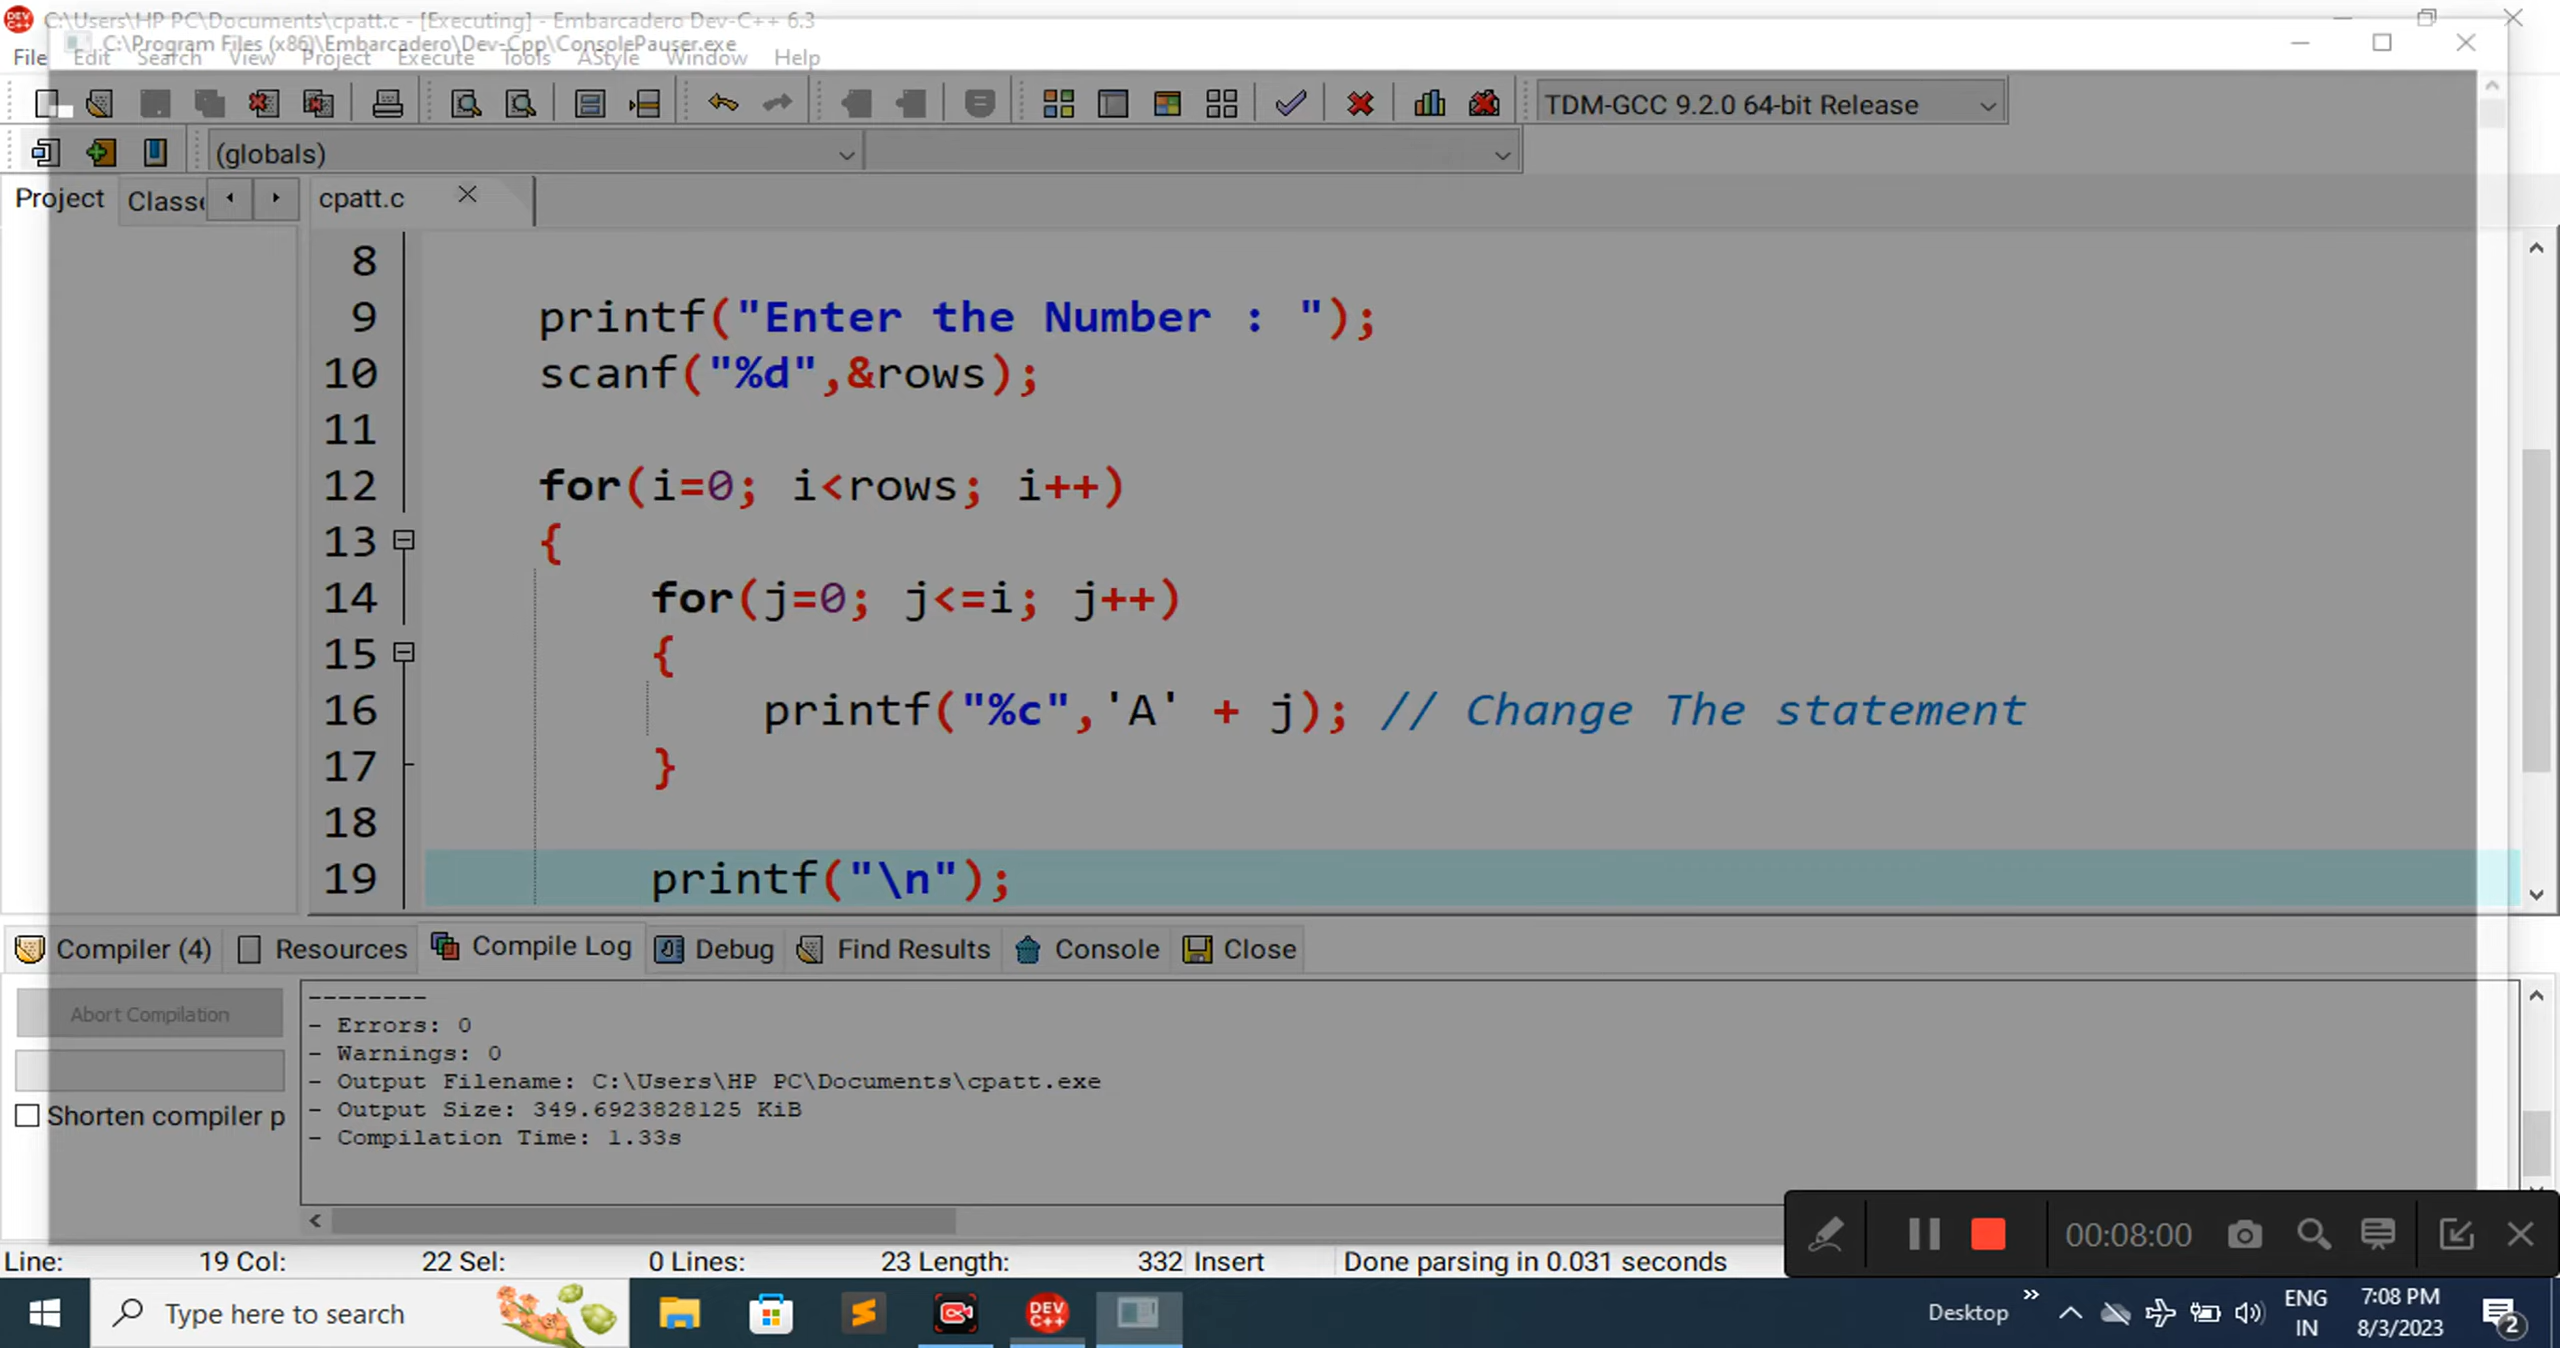 C:\Users\HP PC\Documents\cpatt.c - [Executing] - Embarcadero Dev-C++ 6.3
C:\Program Files (x86)\Embarcadero\Dev-Cpp\ConsolePauser.exe
File Edit Search View Project Execute Tools AStyle Window Help
TDM-GCC 9.2.0 64-bit Release
(globals)
Project Classe cpatt.c
8
9 printf("Enter the Number : ");
10 scanf("%d",&rows);
11
12 for(i=0; i<rows; i++)
13 {
14 for(j=0; j<=i; j++)
15 {
16 printf("%c",'A' + j); // Change The statement
17 }
18
19 printf("\n");
Compiler (4) Resources Compile Log Debug Find Results Console Close
Abort Compilation
Shorten compiler p
--------
- Errors: 0
- Warnings: 0
- Output Filename: C:\Users\HP PC\Documents\cpatt.exe
- Output Size: 349.6923828125 KiB
- Compilation Time: 1.33s
00:08:00
Line: 19 Col: 22 Sel: 0 Lines: 23 Length: 332 Insert Done parsing in 0.031 seconds
Type here to search
DEV C++
Desktop
ENG
IN
7:08 PM
8/3/2023
2